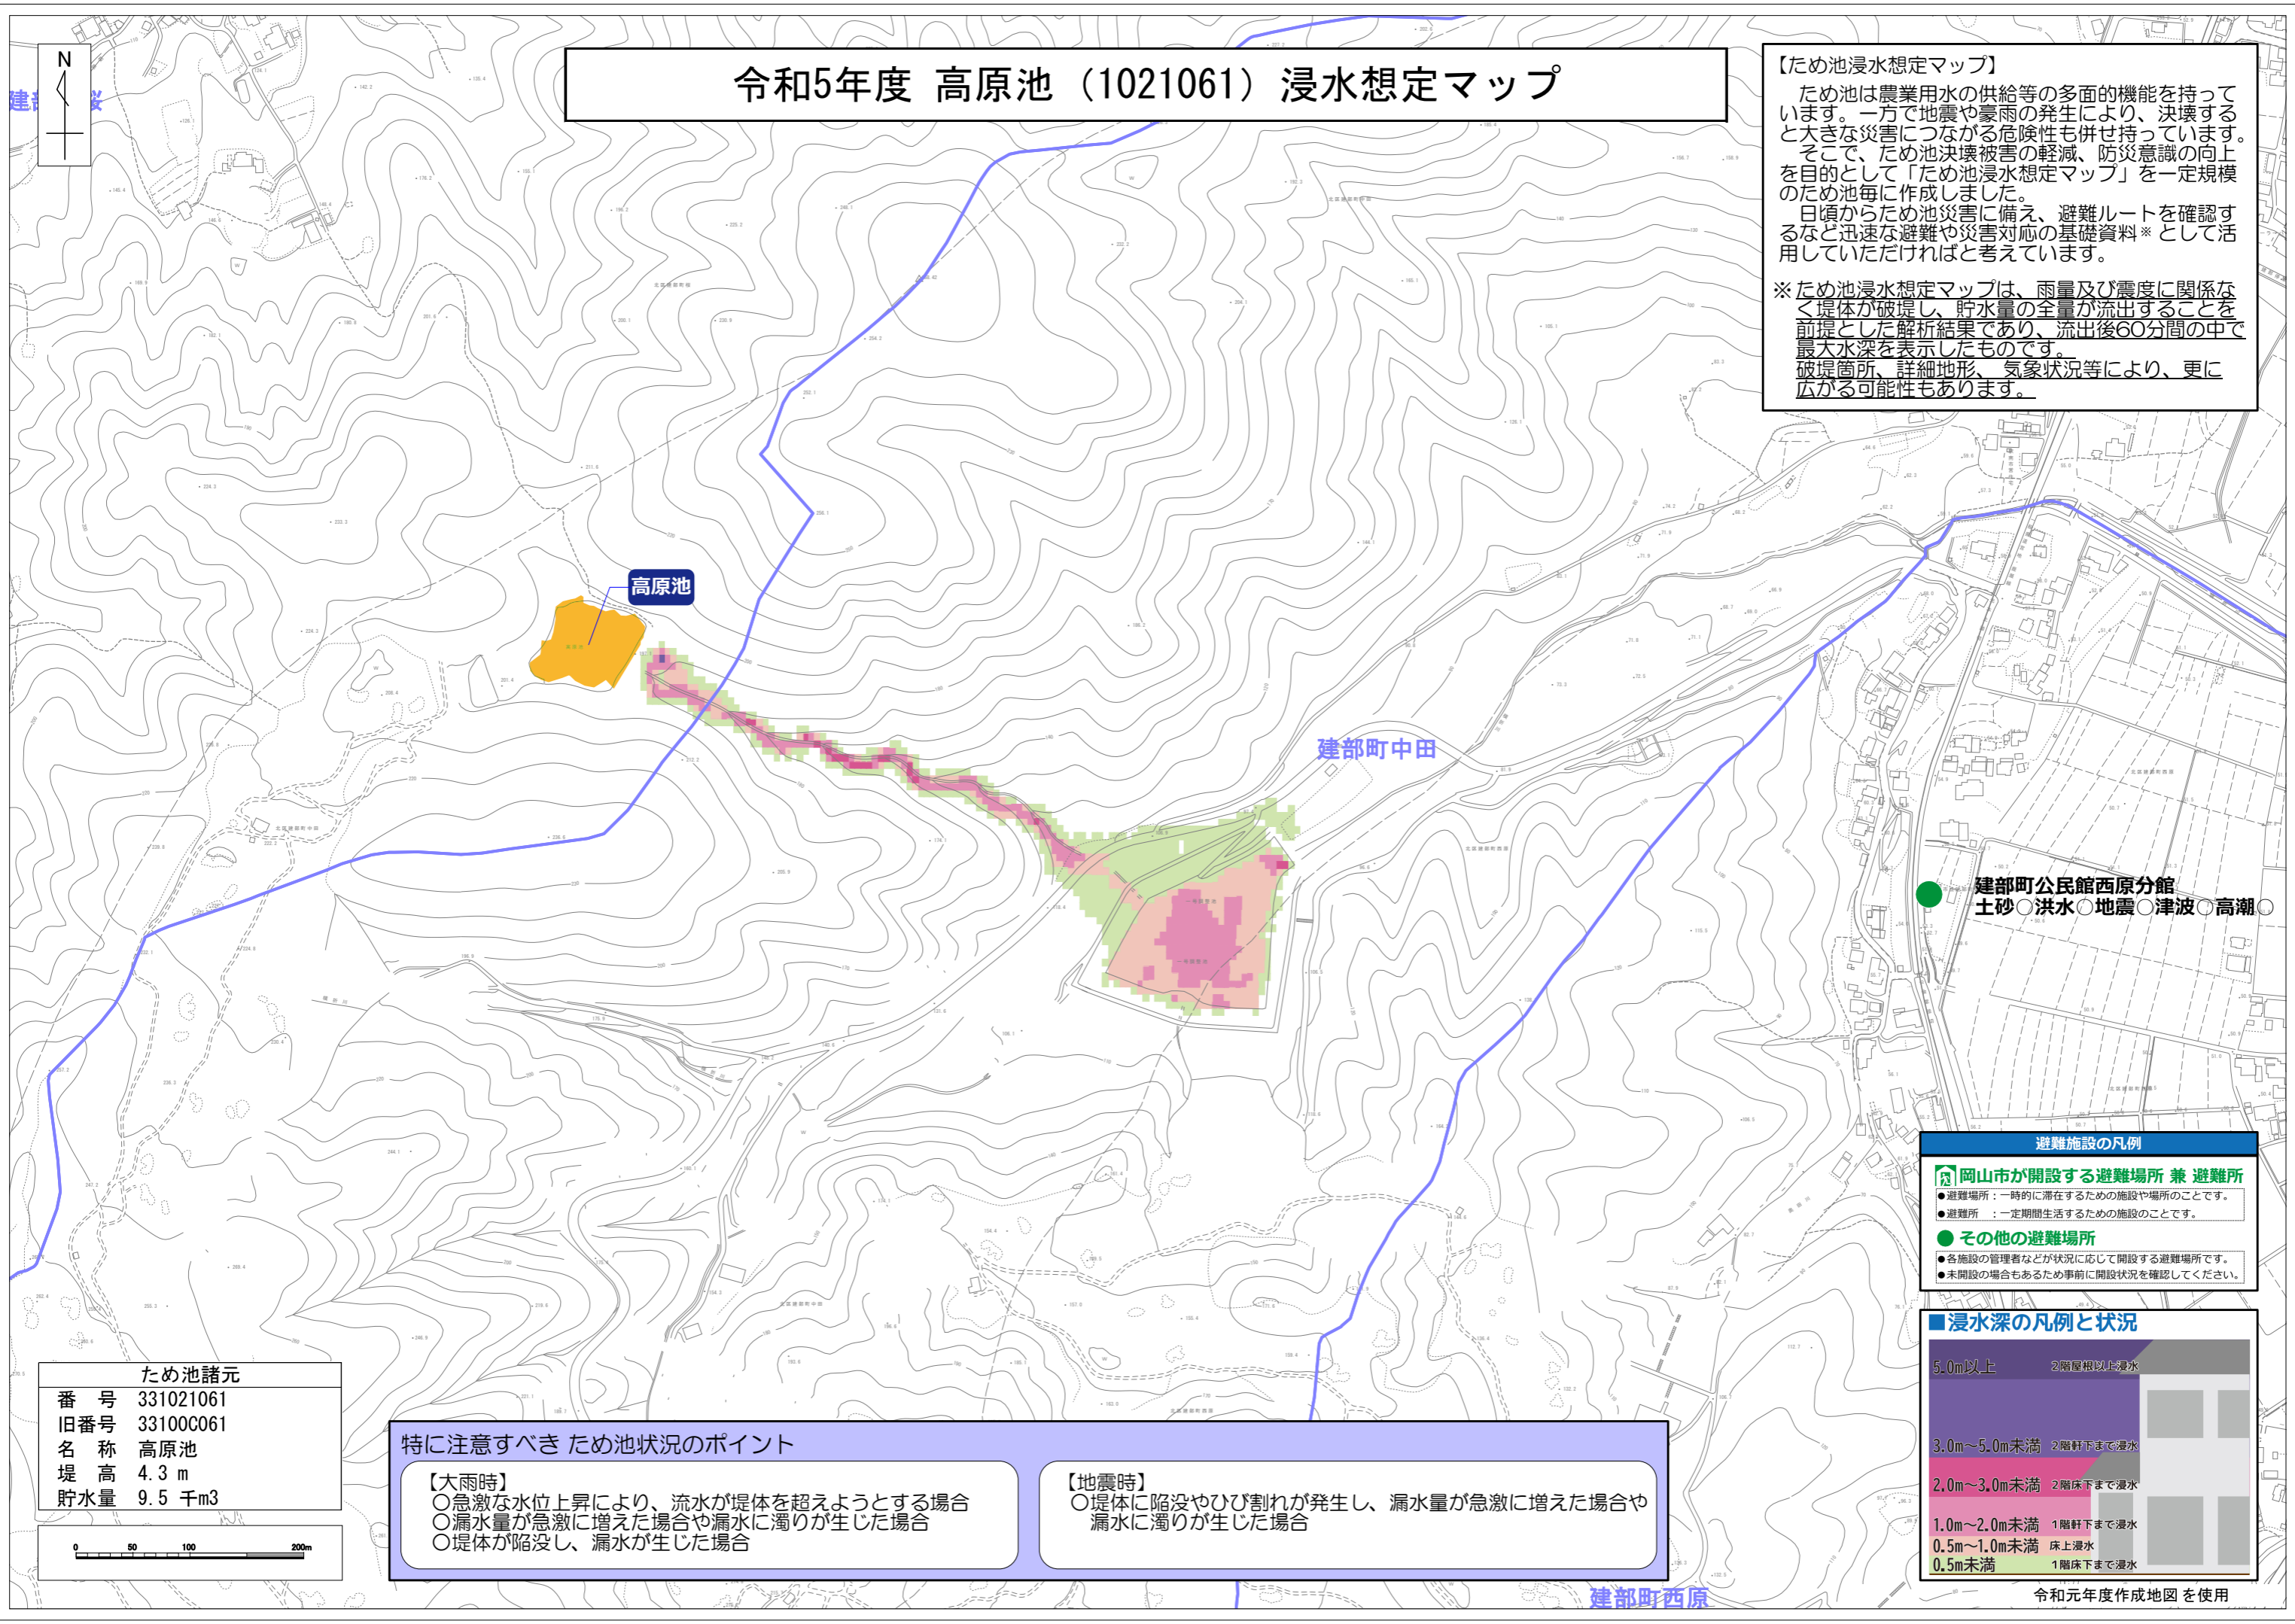 令和5年度 高原池（1021061）浸水想定マップ
N
【ため池浸水想定マップ】
ため池は農業用水の供給等の多面的機能を持って
います。一方で地震や豪雨の発生により、決壊する
と大きな災害につながる危険性も併せ持っています。
そこで、ため池決壊被害の軽減、防災意識の向上
を目的として「ため池浸水想定マップ」を一定規模
のため池毎に作成しました。
日頃からため池災害に備え、避難ルートを確認す
るなど迅速な避難や災害対応の基礎資料※として活
用していただければと考えています。
※ため池浸水想定マップは、雨量及び震度に関係な
く堤体が破堤し、貯水量の全量が流出することを
前提とした解析結果であり、流出後60分間の中で
最大水深を表示したものです。
破堤箇所、詳細地形、 気象状況等により、更に
広がる可能性もあります。
高原池
建部町中田
建部町公民館西原分館
土砂○洪水○地震○津波○高潮○
避難施設の凡例
岡山市が開設する避難場所 兼 避難所
●避難場所：一時的に滞在するための施設や場所のことです。
●避難所 ：一定期間生活するための施設のことです。
● その他の避難場所
●各施設の管理者などが状況に応じて開設する避難場所です。
●未開設の場合もあるため事前に開設状況を確認してください。
■浸水深の凡例と状況
5.0m以上 2階屋根以上浸水
3.0m～5.0m未満 2階軒下まで浸水
2.0m～3.0m未満 2階床下まで浸水
1.0m～2.0m未満 1階軒下まで浸水
0.5m～1.0m未満 床上浸水
0.5m未満 1階床下まで浸水
令和元年度作成地図を使用
ため池諸元
番 号 331021061
旧番号 33100C061
名 称 高原池
堤 高 4.3 m
貯水量 9.5 千m3
0 50 100 200m
特に注意すべき ため池状況のポイント
【大雨時】
○急激な水位上昇により、流水が堤体を超えようとする場合
○漏水量が急激に増えた場合や漏水に濁りが生じた場合
○堤体が陥没し、漏水が生じた場合
【地震時】
○堤体に陥没やひび割れが発生し、漏水量が急激に増えた場合や
漏水に濁りが生じた場合
建部町西原